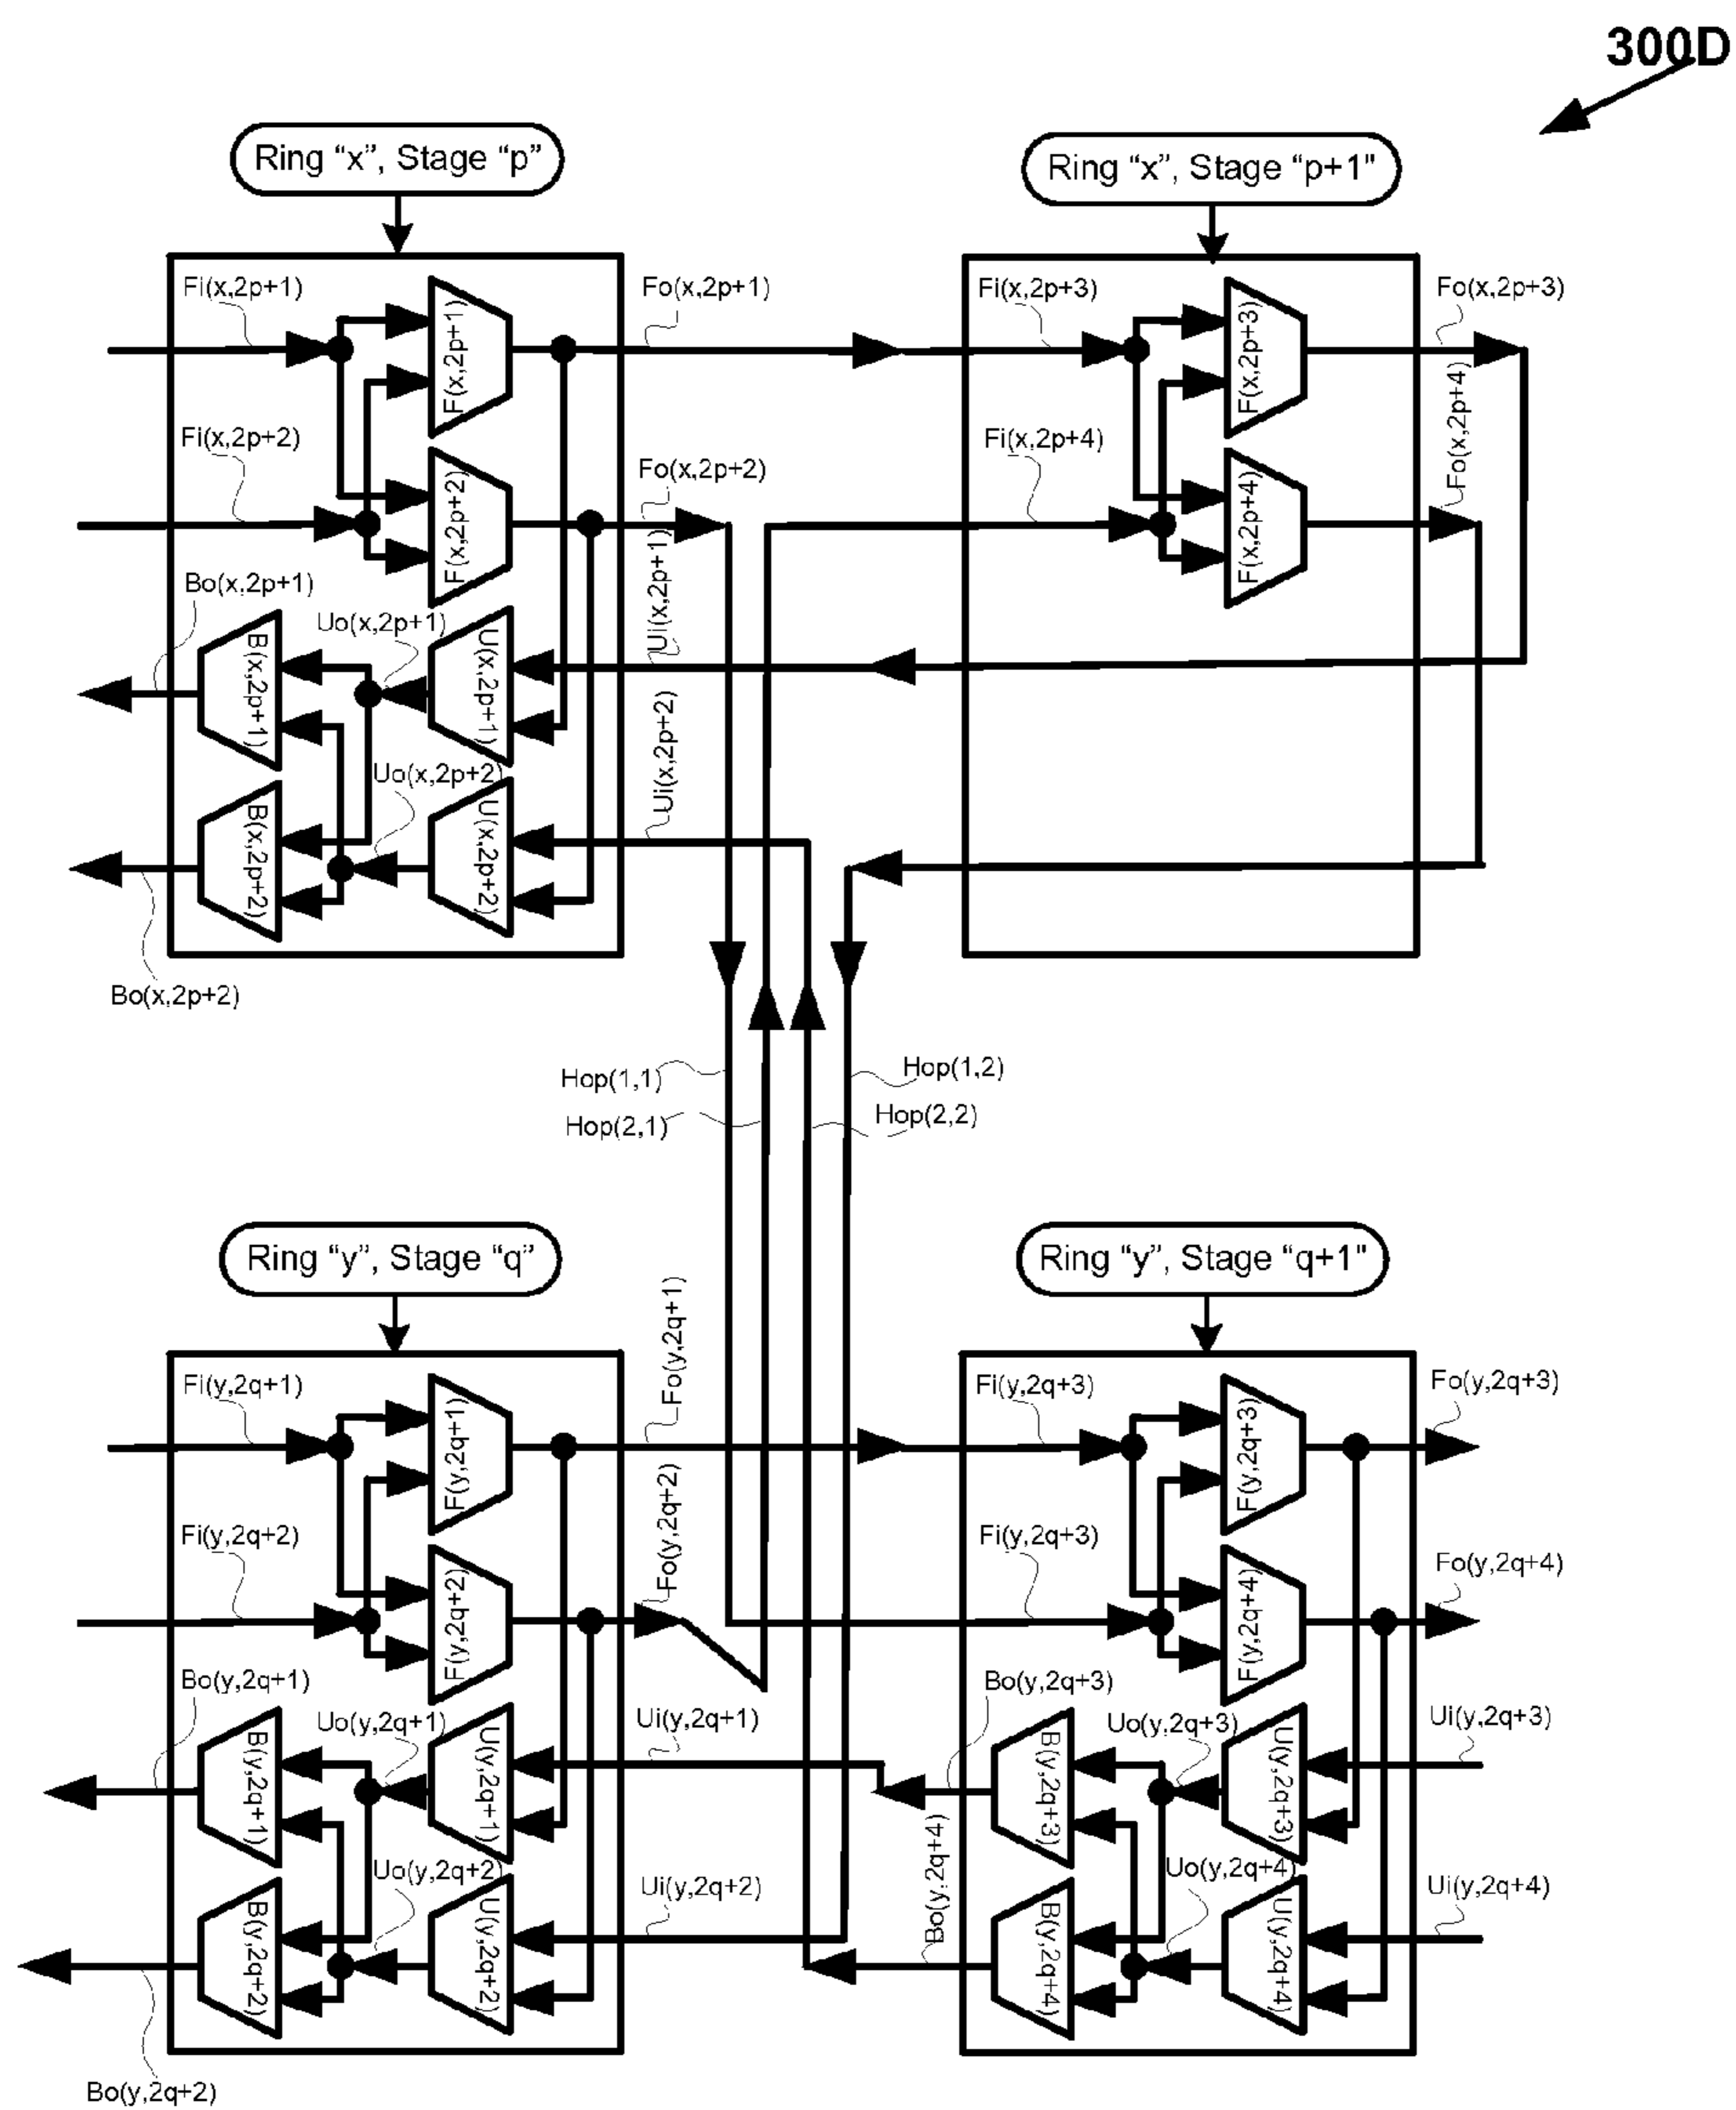 300D
Ring “x”, Stage “p”
Ring “x”, Stage “p+1"
Fi(x,2p+1)
F(x,2p+1)
Fo(x,2p+1)
Fi(x,2p+3)
F(x,2p+3)
Fo(x,2p+3)
Fi(x,2p+2)
F(x,2p+2)
Fo(x,2p+2)
Fi(x,2p+4)
F(x,2p+4)
Fo(x,2p+4)
Bo(x,2p+1)
B(x,2p+1)
Uo(x,2p+1)
U(x,2p+1)
Ui(x,2p+1)
B(x,2p+2)
Uo(x,2p+2)
U(x,2p+2)
Ui(x,2p+2)
Bo(x,2p+2)
Hop(1,1)
Hop(1,2)
Hop(2,1)
Hop(2,2)
Ring “y”, Stage “q”
Ring “y”, Stage “q+1"
Fi(y,2q+1)
F(y,2q+1)
Fo(y,2q+1)
Fi(y,2q+3)
F(y,2q+3)
Fo(y,2q+3)
Fi(y,2q+2)
F(y,2q+2)
Fo(y,2q+2)
Fi(y,2q+3)
F(y,2q+4)
Fo(y,2q+4)
Bo(y,2q+1)
B(y,2q+1)
Uo(y,2q+1)
U(y,2q+1)
Ui(y,2q+1)
Bo(y,2q+3)
B(y,2q+3)
Uo(y,2q+3)
U(y,2q+3)
Ui(y,2q+3)
B(y,2q+2)
Uo(y,2q+2)
U(y,2q+2)
Ui(y,2q+2)
Bo(y,2q+4)
B(y,2q+4)
Uo(y,2q+4)
U(y,2q+4)
Ui(y,2q+4)
Bo(y,2q+2)